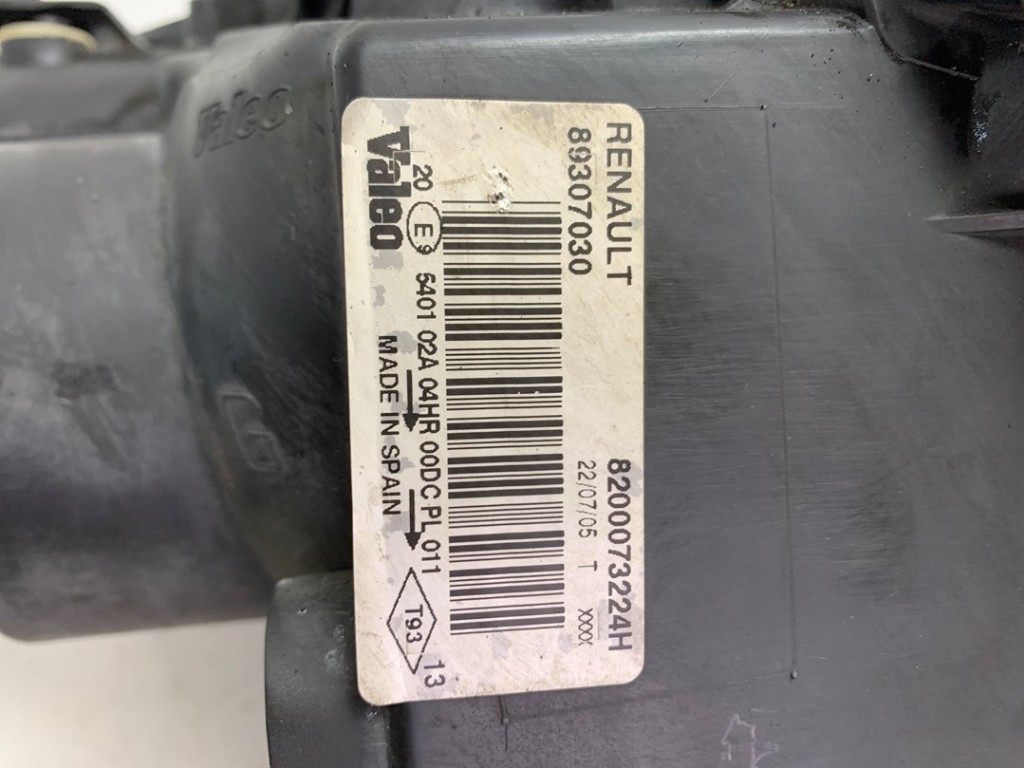 RENAULT 8200073224H
89307030 22/07/05 T XXXX
20 E9 5401 02A 04HR 00DC-PL 011 T93 13
Valeo MADE IN SPAIN
Valeo
G